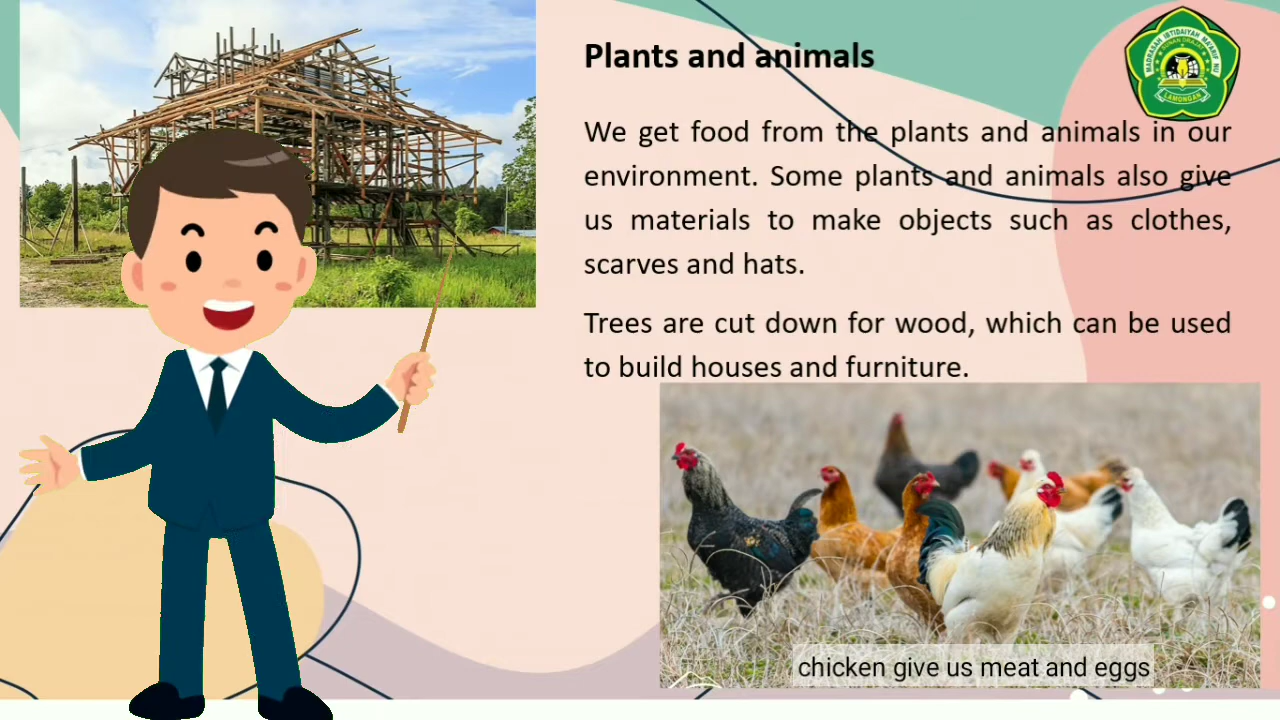 Plants and animals
We get food from the plants and animals in our
environment. Some plants and animals also give
us materials to make objects such as clothes,
scarves and hats.
Trees are cut down for wood, which can be used
to build houses and furniture.
chicken give us meat and eggs
LAMONGAN